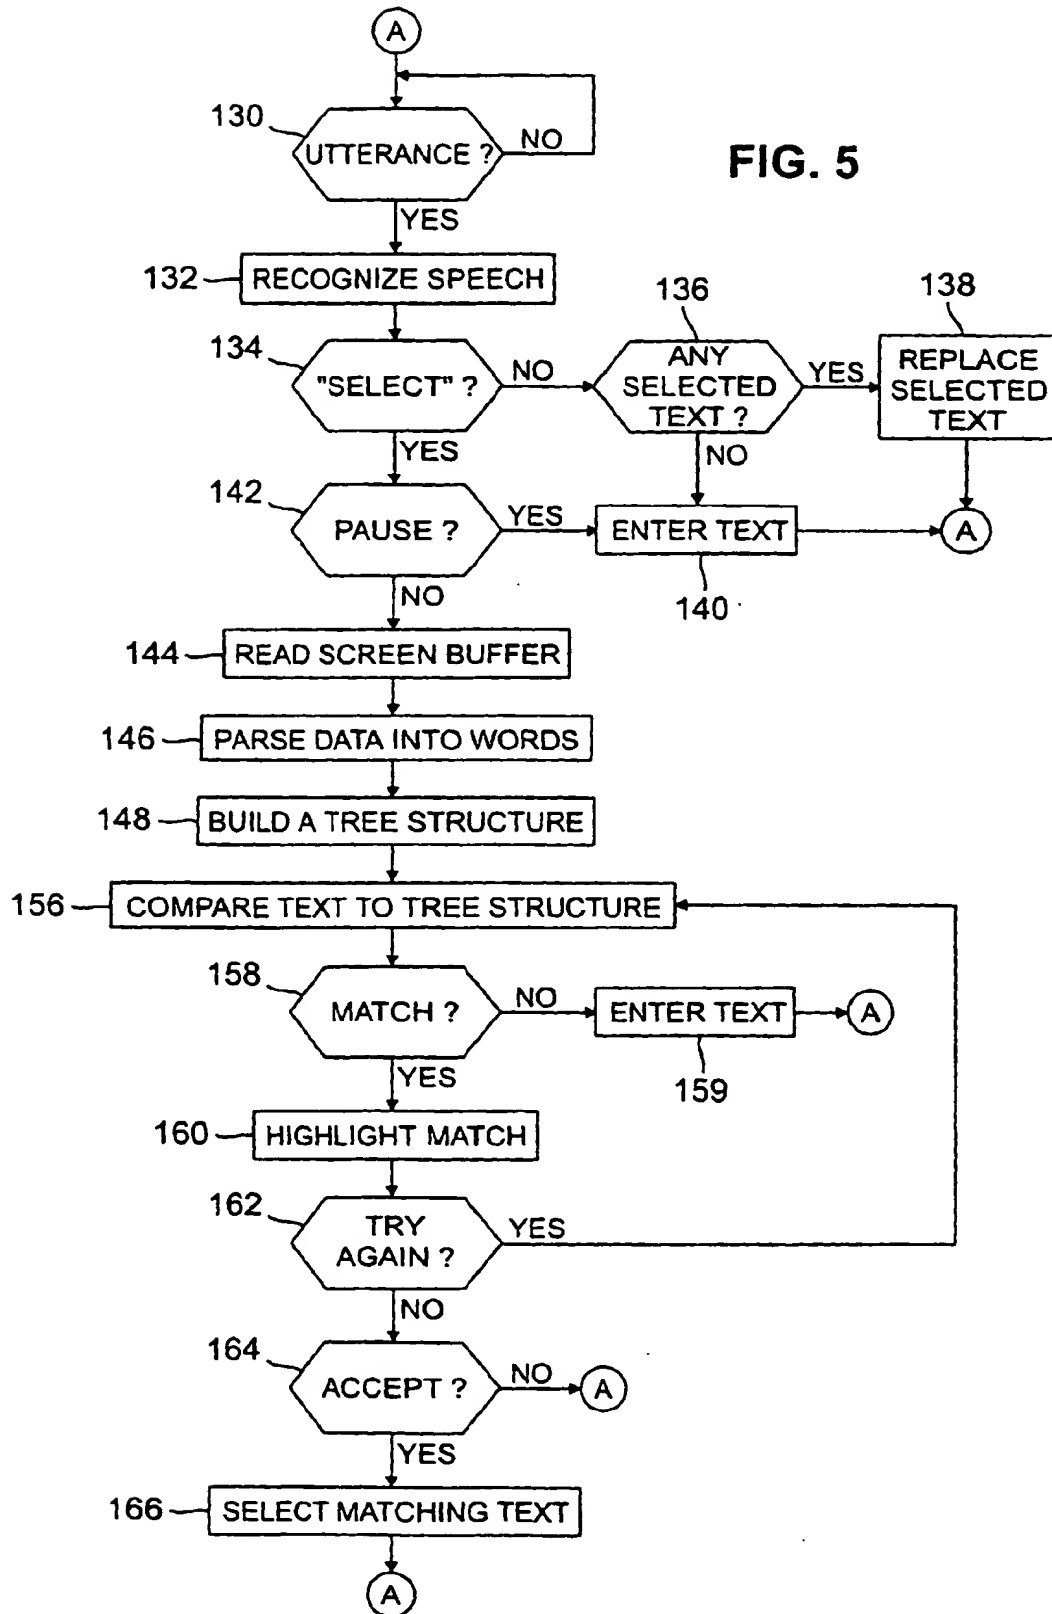 A
130
UTTERANCE ?
NO
FIG. 5
YES
132
RECOGNIZE SPEECH
136
138
134
"SELECT" ?
NO
ANY
SELECTED
TEXT ?
YES
REPLACE
SELECTED
TEXT
YES
NO
142
PAUSE ?
YES
ENTER TEXT
A
140
NO
144
READ SCREEN BUFFER
146
PARSE DATA INTO WORDS
148
BUILD A TREE STRUCTURE
156
COMPARE TEXT TO TREE STRUCTURE
158
MATCH ?
NO
ENTER TEXT
A
159
YES
160
HIGHLIGHT MATCH
162
TRY
AGAIN ?
YES
NO
164
ACCEPT ?
NO
A
YES
166
SELECT MATCHING TEXT
A